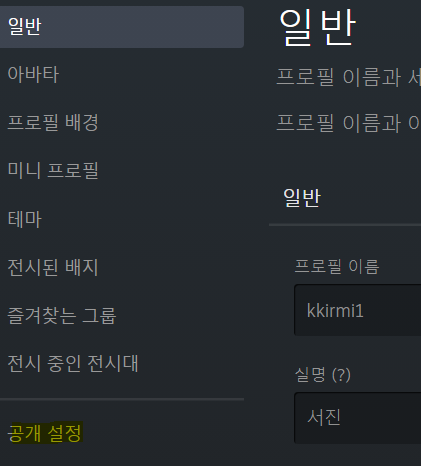 일반
아바타
프로필 배경
미니 프로필
테마
전시된 배지
즐겨찾는 그룹
전시 중인 전시대
공개 설정
일반
프로필 이름과 세
프로필 이름과 이
일반
프로필 이름
kkirmi1
실명 (?)
서진